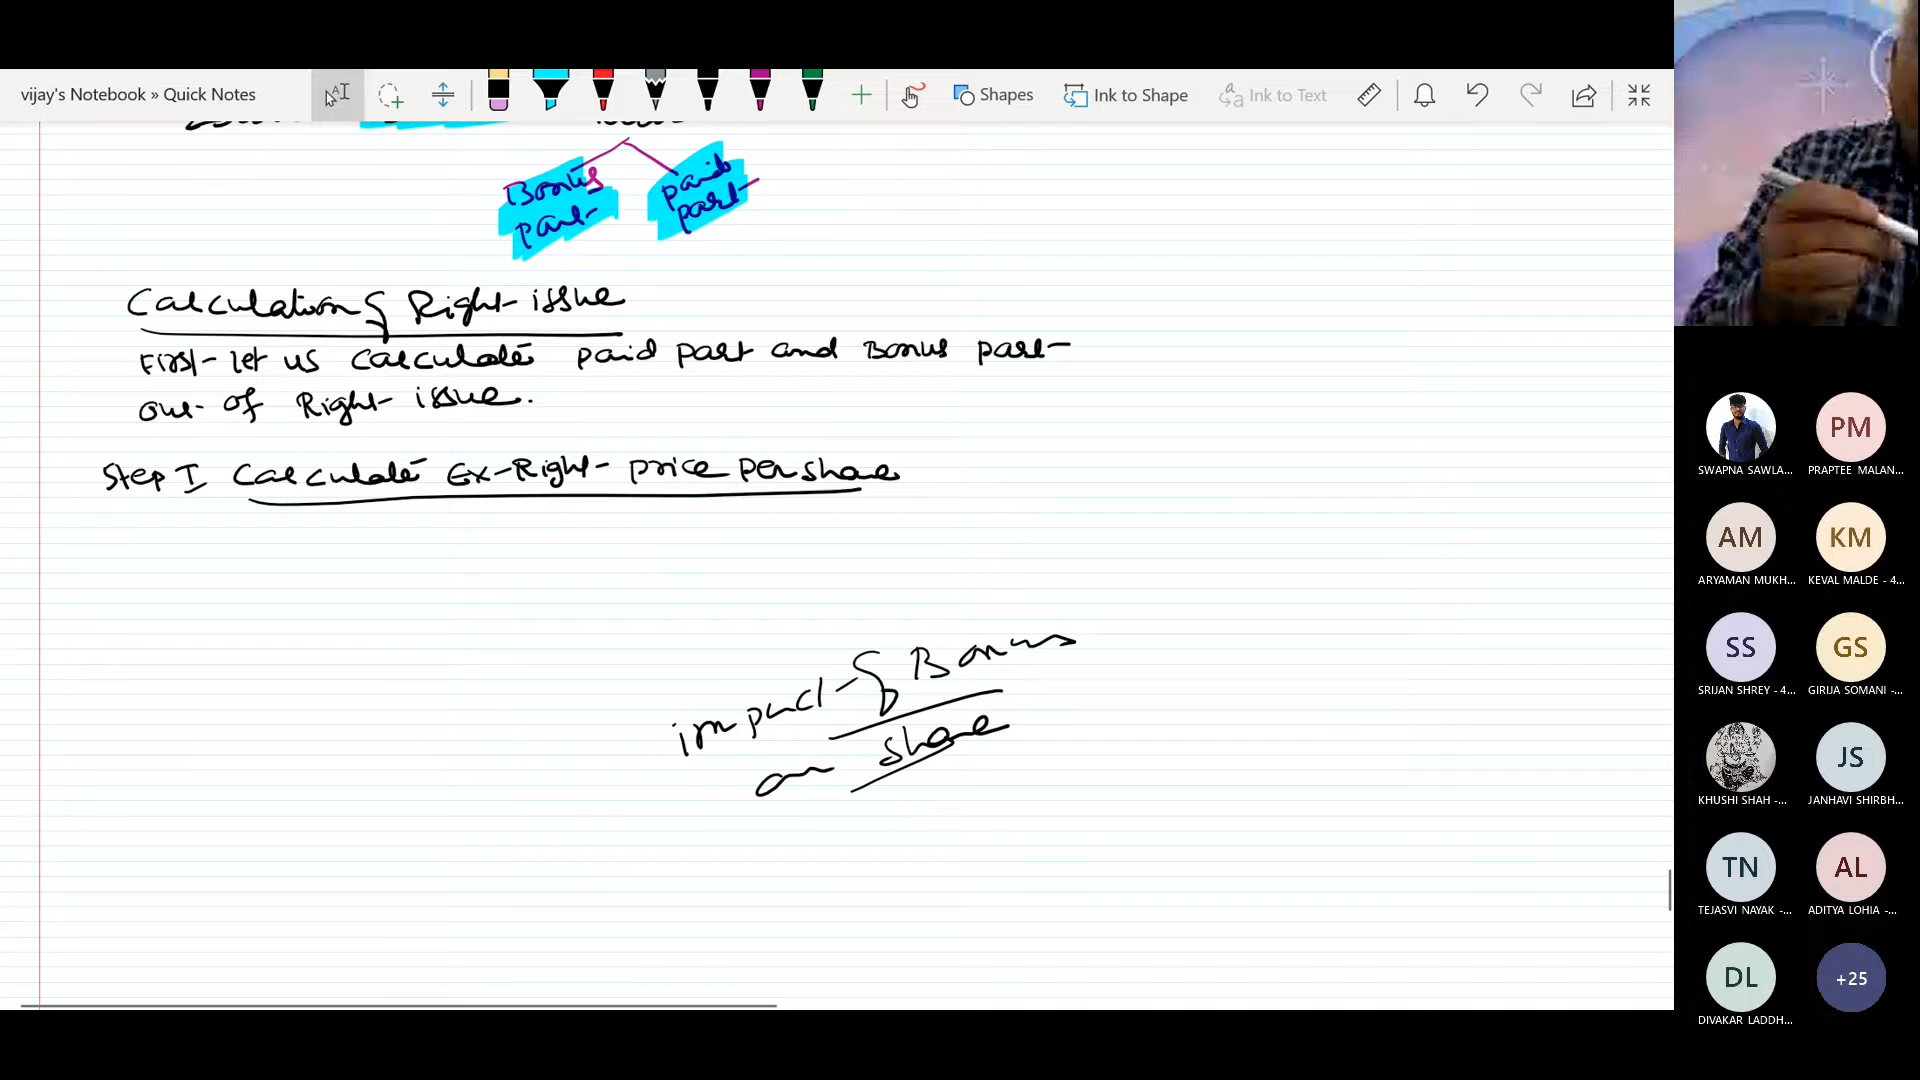 vijay's Notebook » Quick Notes
Shapes
Ink to Shape
Ink to Text
Bonus paid
part part
Calculation of Right issue
First let us calculate paid part and Bonus part
out of Right issue.
Step I Calculate Ex-Right price per share
impact of Bonus
on share
SWAPNA SAWLA...
PM
PRAPTEE MALAN...
AM
ARYAMAN MUKH...
KM
KEVAL MALDE - 4...
SS
SRIJAN SHREY - 4...
GS
GIRIJA SOMANI -...
KHUSHI SHAH -...
JS
JANHAVI SHIRBH...
TN
TEJASVI NAYAK -...
AL
ADITYA LOHIA -...
DL
DIVAKAR LADDH...
+25